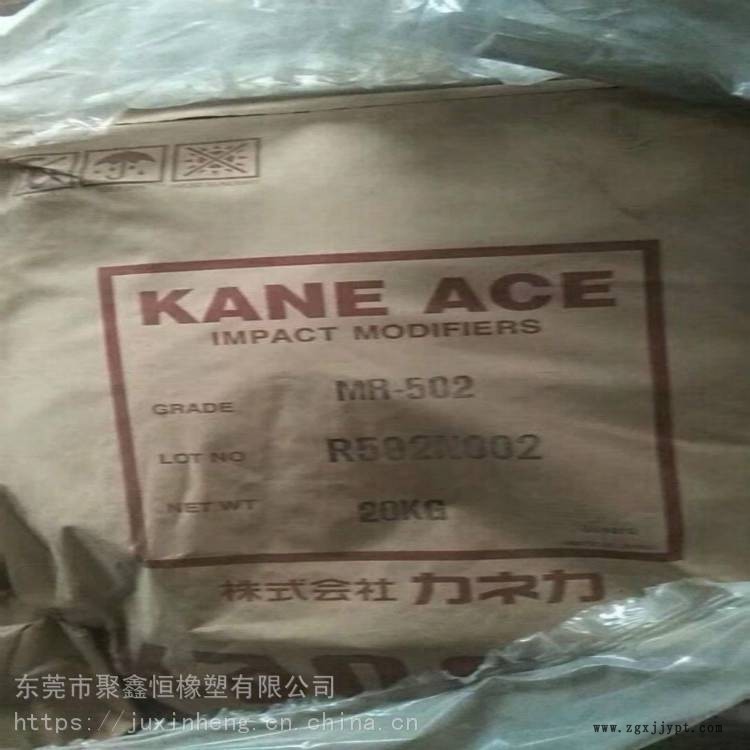 KANE ACE
IMPACT MODIFIERS
GRADE MR-502
LOT NO R502N002
NET WT 20KG
株式会社 カネカ
东莞市聚鑫恒橡塑有限公司
https://juxinheng.cn.china.cn
www.zgxjjypt.com